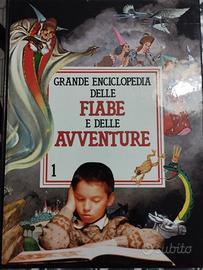 GRANDE ENCICLOPEDIA
DELLE
FIABE
E DELLE
AVVENTURE
1
subito